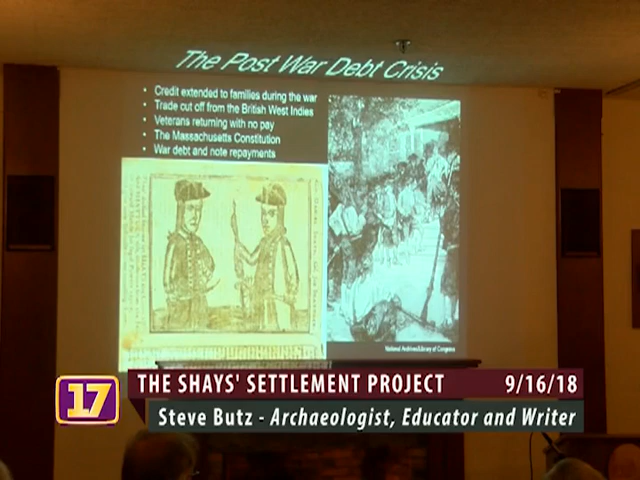 The Post War Debt Crisis
• Credit extended to families during the war
• Trade cut off from the British West Indies
• Veterans returning with no pay
• The Massachusetts Constitution
• War debt and note repayments
National Archives/Library of Congress
17
THE SHAYS' SETTLEMENT PROJECT 9/16/18
Steve Butz - Archaeologist, Educator and Writer